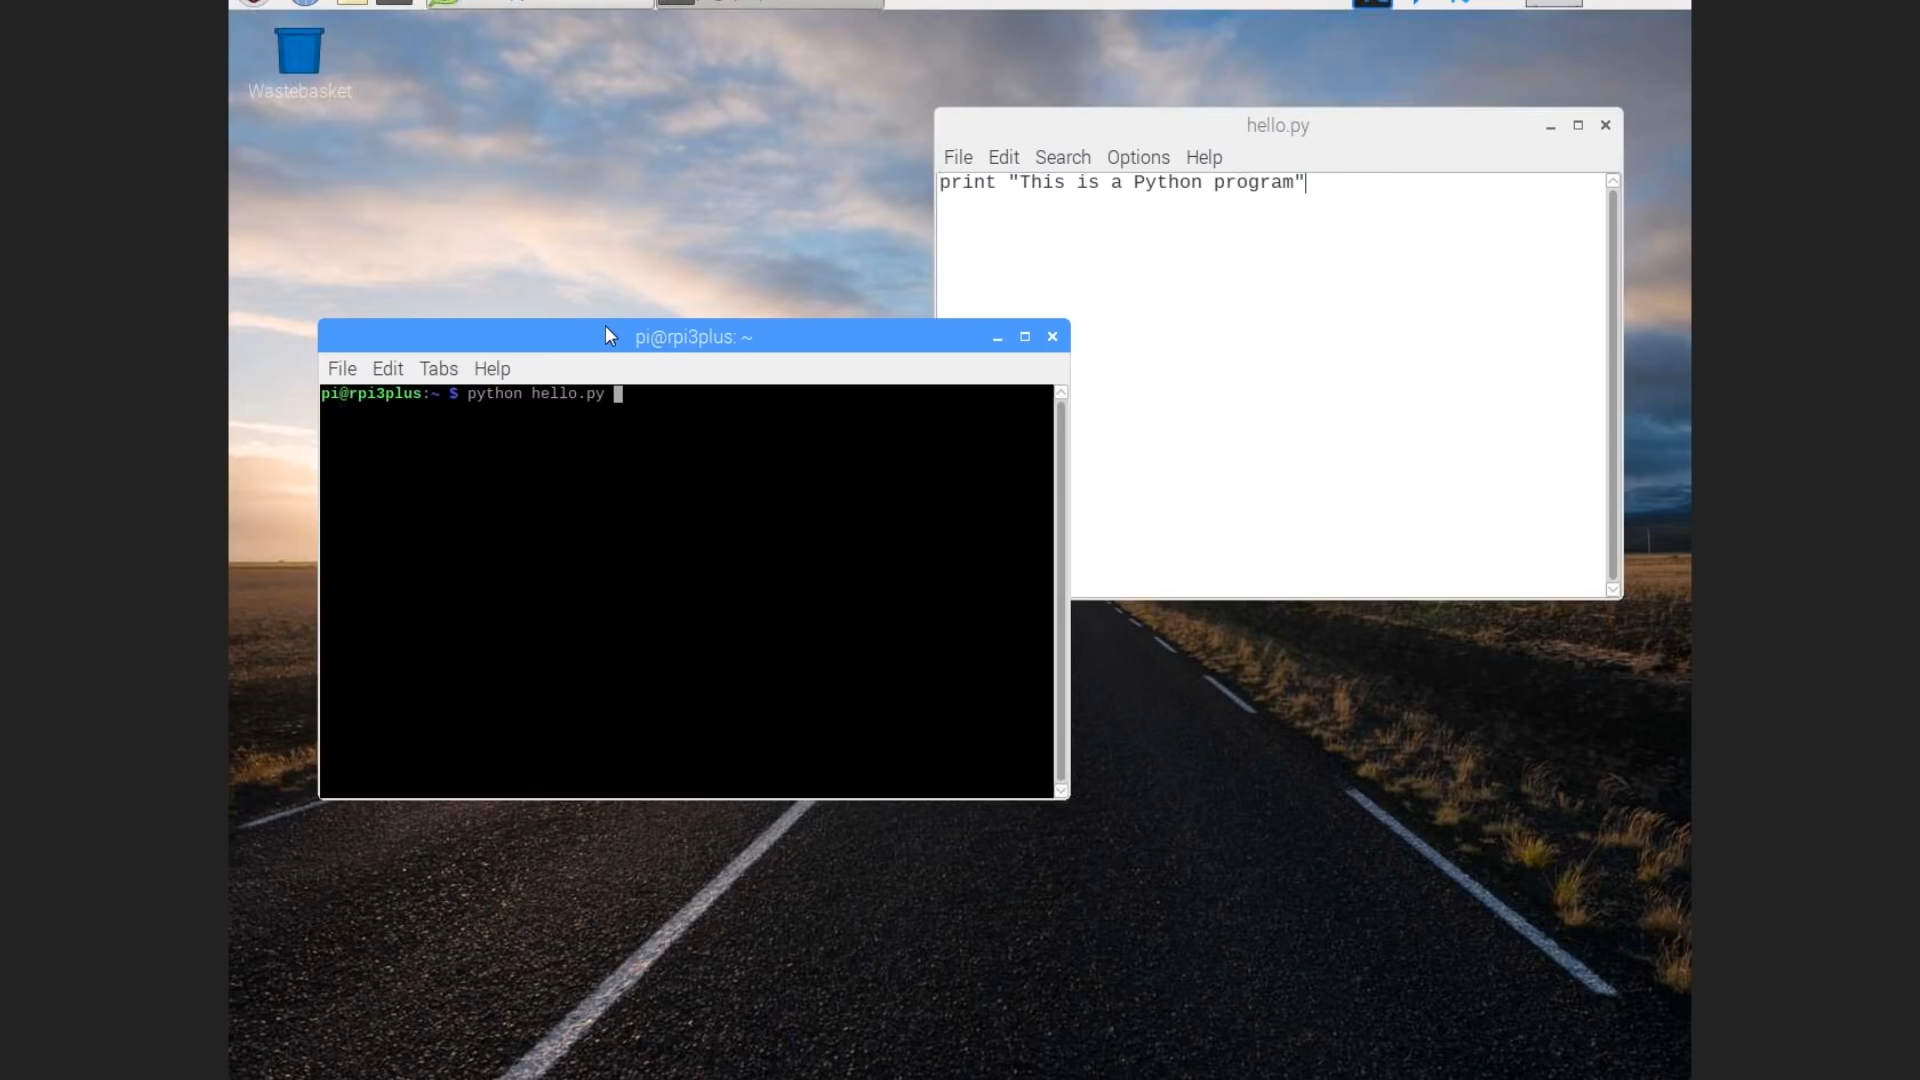 Wastebasket
hello.py
File Edit Search Options Help
print "This is a Python program"
pi@rpi3plus: ~
File Edit Tabs Help
pi@rpi3plus:~ $ python hello.py